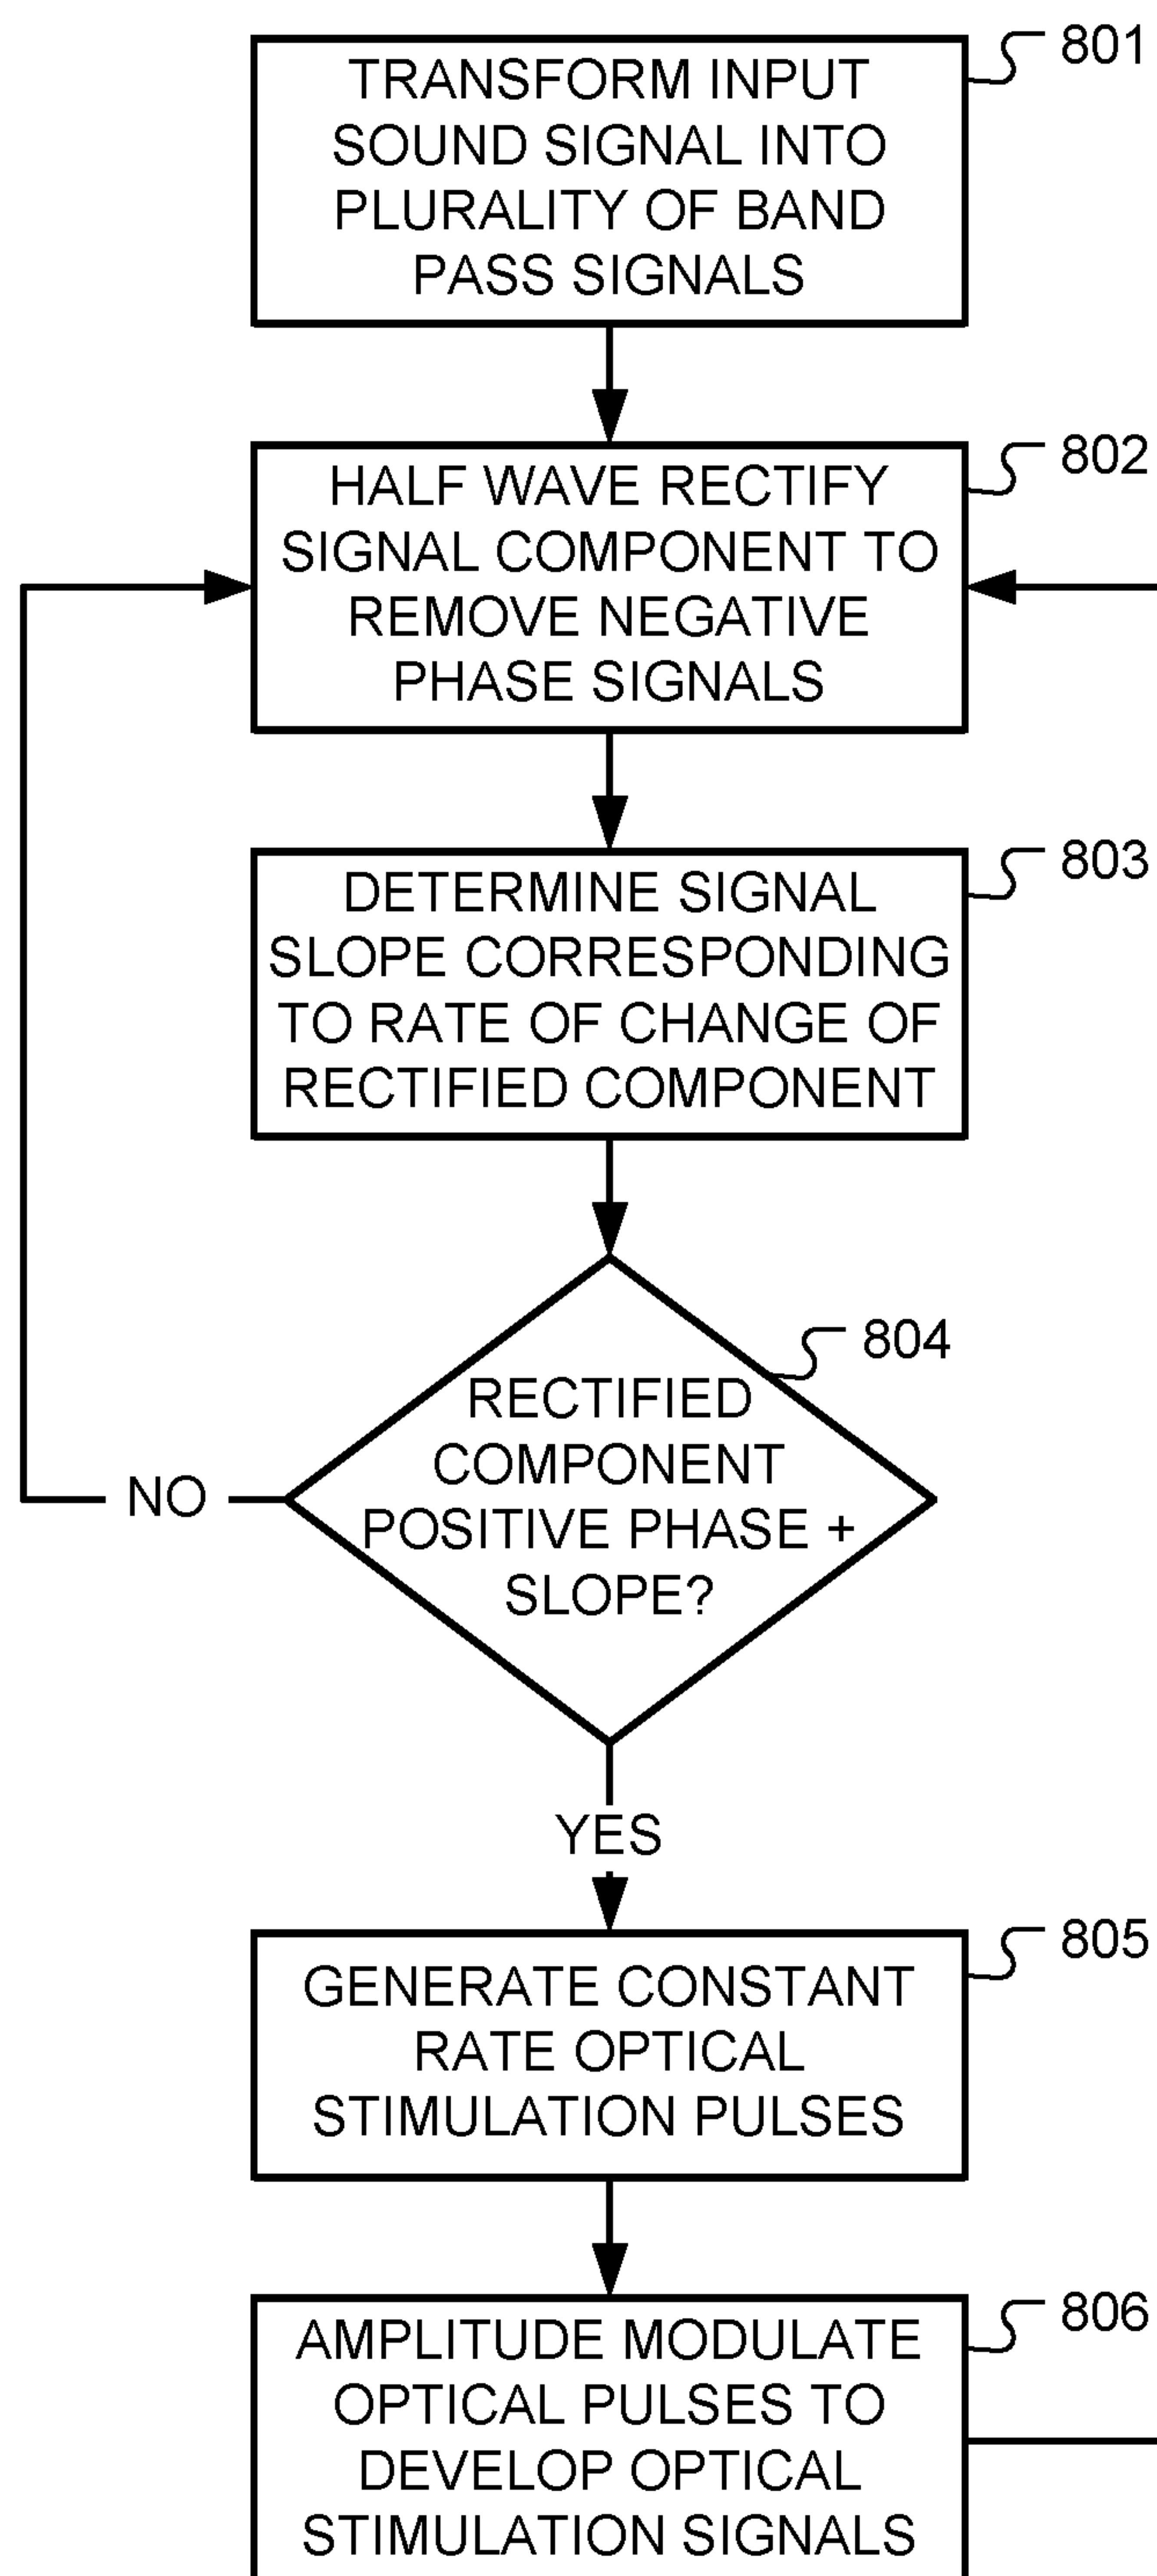 801
TRANSFORM INPUT
SOUND SIGNAL INTO
PLURALITY OF BAND
PASS SIGNALS
802
HALF WAVE RECTIFY
SIGNAL COMPONENT TO
REMOVE NEGATIVE
PHASE SIGNALS
803
DETERMINE SIGNAL
SLOPE CORRESPONDING
TO RATE OF CHANGE OF
RECTIFIED COMPONENT
804
RECTIFIED
COMPONENT
POSITIVE PHASE +
SLOPE?
NO
YES
805
GENERATE CONSTANT
RATE OPTICAL
STIMULATION PULSES
806
AMPLITUDE MODULATE
OPTICAL PULSES TO
DEVELOP OPTICAL
STIMULATION SIGNALS